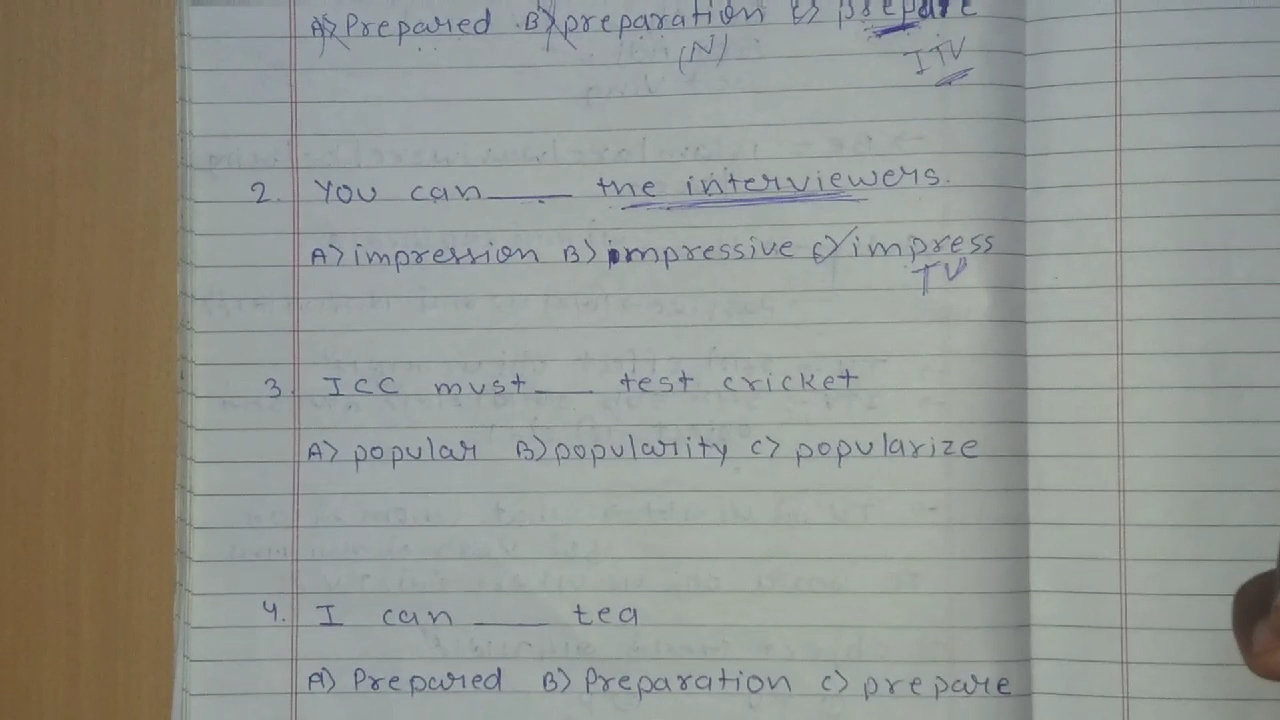 A) Prepared B) preparation C) prepare
(N) ITV
2. You can ____ the interviewers.
A) impression B) impressive C) impress
TV
3. ICC must ____ test cricket
A) popular B) popularity C) popularize
4. I can ____ tea
A) Prepared B) Preparation C) prepare